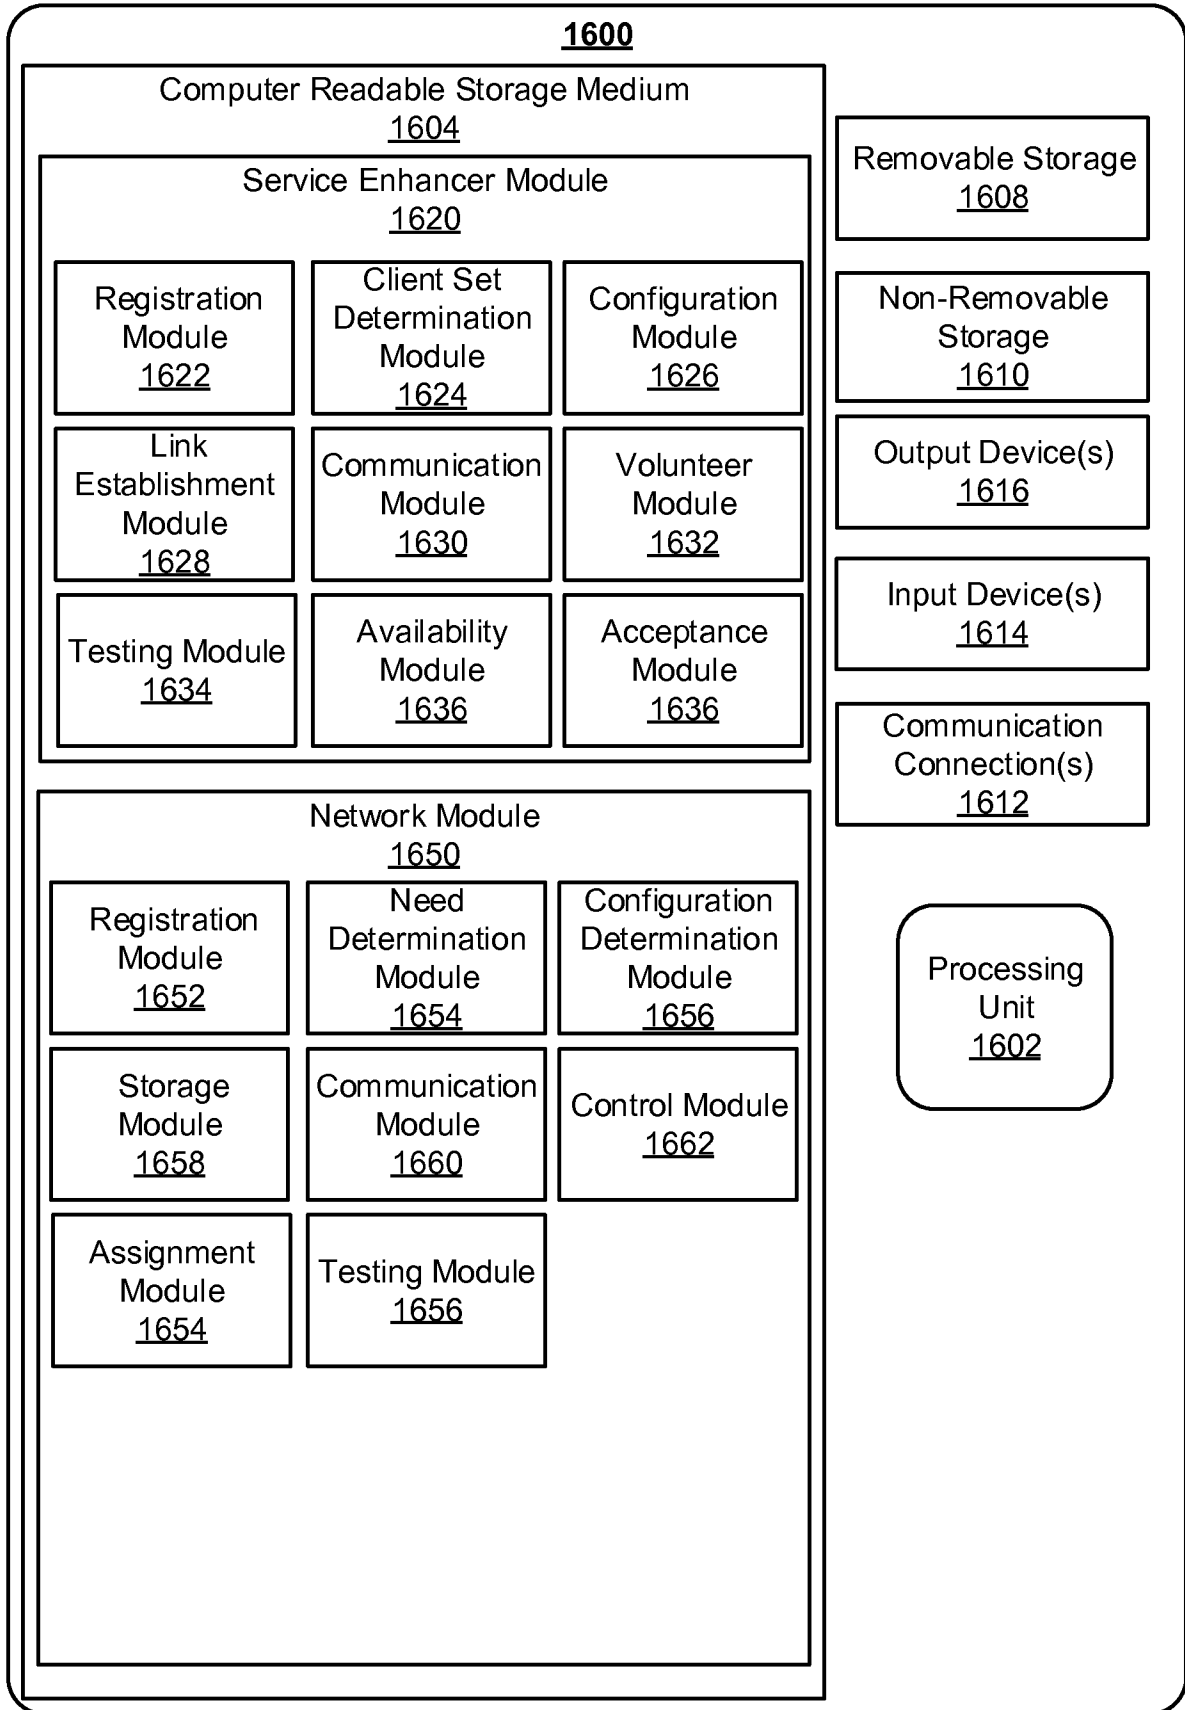 1600
Computer Readable Storage Medium
1604
Service Enhancer Module
1620
Registration
Module
1622
Client Set
Determination
Module
1624
Configuration
Module
1626
Link
Establishment
Module
1628
Communication
Module
1630
Volunteer
Module
1632
Testing Module
1634
Availability
Module
1636
Acceptance
Module
1636
Network Module
1650
Registration
Module
1652
Need
Determination
Module
1654
Configuration
Determination
Module
1656
Storage
Module
1658
Communication
Module
1660
Control Module
1662
Assignment
Module
1654
Testing Module
1656
Removable Storage
1608
Non-Removable
Storage
1610
Output Device(s)
1616
Input Device(s)
1614
Communication
Connection(s)
1612
Processing
Unit
1602